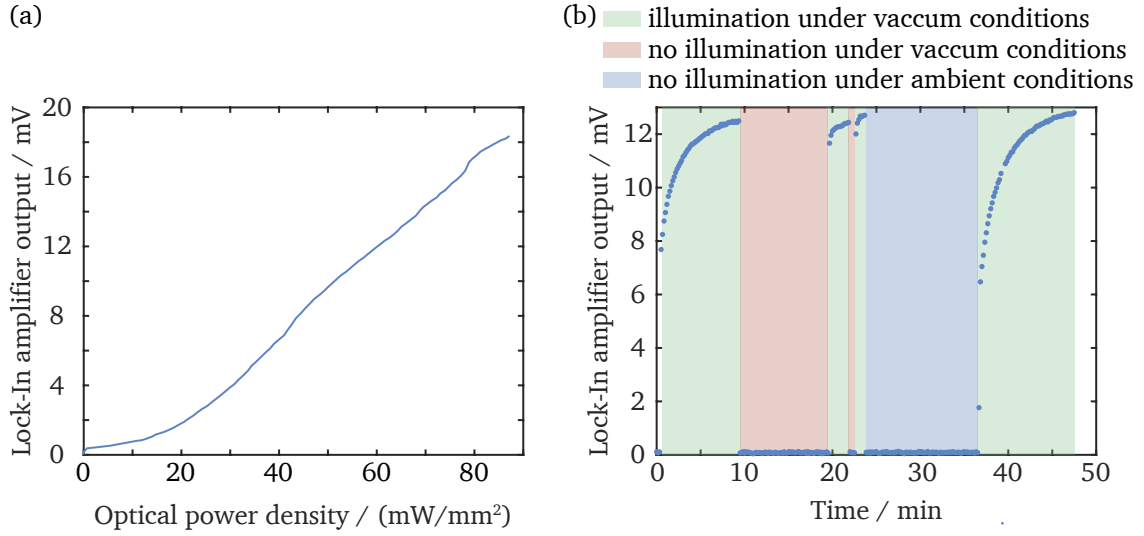 (a)
(b)
illumination under vaccum conditions
no illumination under vaccum conditions
no illumination under ambient conditions
Lock-In amplifier output / mV
20
16
12
8
4
0
0
20
40
60
80
Optical power density / (mW/mm²)
Lock-In amplifier output / mV
12
10
8
6
4
2
0
0
10
20
30
40
50
Time / min